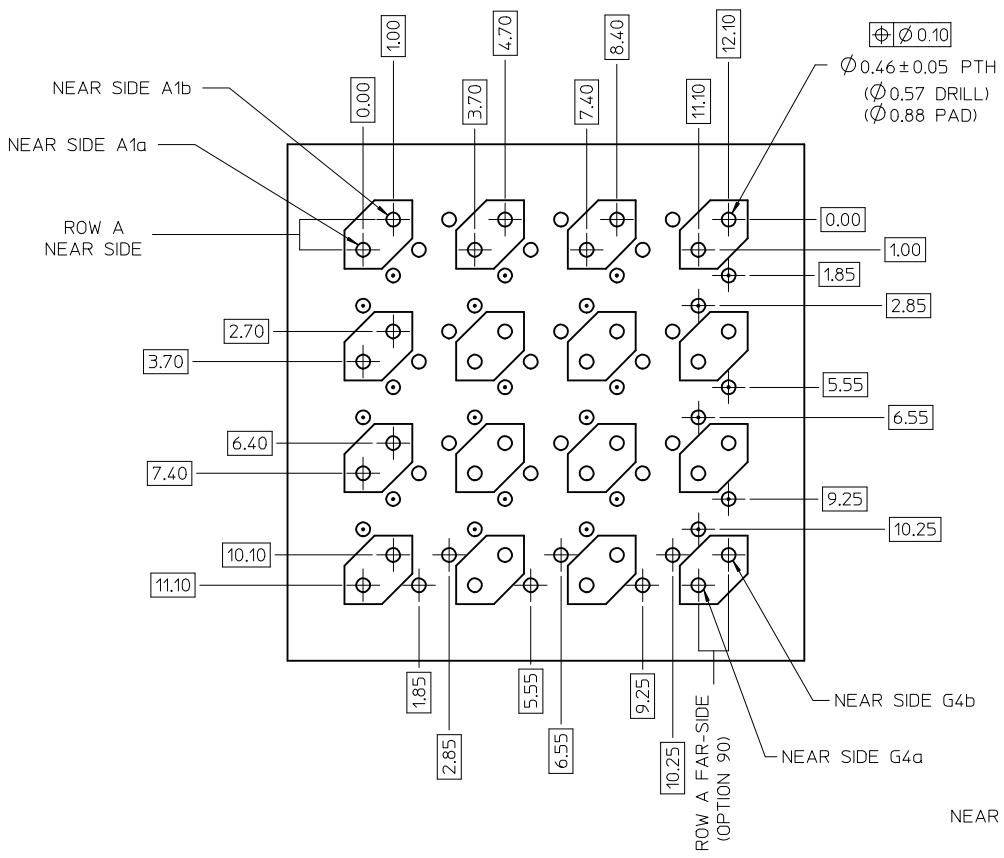 1.00
4.70
8.40
12.10
⌖ Ø 0.10
Ø 0.46±0.05 PTH
(Ø 0.57 DRILL)
(Ø 0.88 PAD)
NEAR SIDE A1b
0.00
3.70
7.40
11.10
NEAR SIDE A1a
ROW A
NEAR SIDE
0.00
1.00
1.85
2.85
2.70
3.70
5.55
6.55
6.40
7.40
9.25
10.25
10.10
11.10
1.85
2.85
5.55
6.55
9.25
10.25
ROW A FAR-SIDE
(OPTION 90)
NEAR SIDE G4b
NEAR SIDE G4a
NEAR